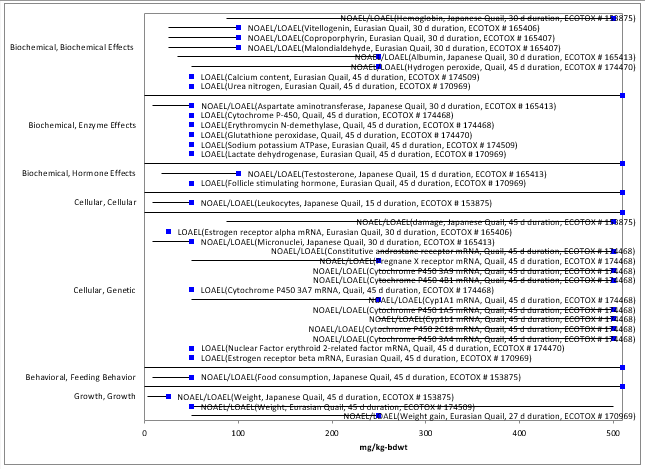 NOAEL/LOAEL(Hemoglobin, Japanese Quail, 30 d duration, ECOTOX # 153875)
NOAEL/LOAEL(Vitellogenin, Eurasian Quail, 30 d duration, ECOTOX # 165406)
NOAEL/LOAEL(Coproporphyrin, Eurasian Quail, 30 d duration, ECOTOX # 165407)
Biochemical, Biochemical Effects
NOAEL/LOAEL(Malondialdehyde, Eurasian Quail, 30 d duration, ECOTOX # 165407)
NOAEL/LOAEL(Albumin, Japanese Quail, 30 d duration, ECOTOX # 165413)
NOAEL/LOAEL(Hydrogen peroxide, Quail, 45 d duration, ECOTOX # 174470)
LOAEL(Calcium content, Eurasian Quail, 45 d duration, ECOTOX # 174509)
LOAEL(Urea nitrogen, Eurasian Quail, 45 d duration, ECOTOX # 170969)
NOAEL/LOAEL(Aspartate aminotransferase, Japanese Quail, 30 d duration, ECOTOX # 165413)
LOAEL(Cytochrome P-450, Quail, 45 d duration, ECOTOX # 174468)
Biochemical, Enzyme Effects
LOAEL(Erythromycin N-demethylase, Quail, 45 d duration, ECOTOX # 174468)
LOAEL(Glutathione peroxidase, Quail, 45 d duration, ECOTOX # 174470)
LOAEL(Sodium potassium ATPase, Eurasian Quail, 45 d duration, ECOTOX # 174509)
LOAEL(Lactate dehydrogenase, Eurasian Quail, 45 d duration, ECOTOX # 170969)
Biochemical, Hormone Effects
NOAEL/LOAEL(Testosterone, Japanese Quail, 15 d duration, ECOTOX # 165413)
LOAEL(Follicle stimulating hormone, Eurasian Quail, 45 d duration, ECOTOX # 170969)
Cellular, Cellular
NOAEL/LOAEL(Leukocytes, Japanese Quail, 15 d duration, ECOTOX # 153875)
NOAEL/LOAEL(damage, Japanese Quail, 45 d duration, ECOTOX # 153875)
LOAEL(Estrogen receptor alpha mRNA, Eurasian Quail, 30 d duration, ECOTOX # 165406)
NOAEL/LOAEL(Micronuclei, Japanese Quail, 30 d duration, ECOTOX # 165413)
NOAEL/LOAEL(Constitutive androstane receptor mRNA, Quail, 45 d duration, ECOTOX # 174468)
NOAEL/LOAEL(Pregnane X receptor mRNA, Quail, 45 d duration, ECOTOX # 174468)
NOAEL/LOAEL(Cytochrome P450 3A9 mRNA, Quail, 45 d duration, ECOTOX # 174468)
NOAEL/LOAEL(Cytochrome P450 4B1 mRNA, Quail, 45 d duration, ECOTOX # 174468)
Cellular, Genetic
LOAEL(Cytochrome P450 3A7 mRNA, Quail, 45 d duration, ECOTOX # 174468)
NOAEL/LOAEL(Cyp1A1 mRNA, Quail, 45 d duration, ECOTOX # 174468)
NOAEL/LOAEL(Cytochrome P450 1A5 mRNA, Quail, 45 d duration, ECOTOX # 174468)
NOAEL/LOAEL(Cyp1b1 mRNA, Quail, 45 d duration, ECOTOX # 174468)
NOAEL/LOAEL(Cytochrome P450 2C18 mRNA, Quail, 45 d duration, ECOTOX # 174468)
NOAEL/LOAEL(Cytochrome P450 3A4 mRNA, Quail, 45 d duration, ECOTOX # 174468)
LOAEL(Nuclear Factor erythroid 2-related factor mRNA, Quail, 45 d duration, ECOTOX # 174470)
LOAEL(Estrogen receptor beta mRNA, Eurasian Quail, 45 d duration, ECOTOX # 170969)
Behavioral, Feeding Behavior
NOAEL/LOAEL(Food consumption, Japanese Quail, 45 d duration, ECOTOX # 153875)
Growth, Growth
NOAEL/LOAEL(Weight, Japanese Quail, 45 d duration, ECOTOX # 153875)
NOAEL/LOAEL(Weight, Eurasian Quail, 45 d duration, ECOTOX # 174509)
NOAEL/LOAEL(Weight gain, Eurasian Quail, 27 d duration, ECOTOX # 170969)
0 100 200 300 400 500
mg/kg-bdwt